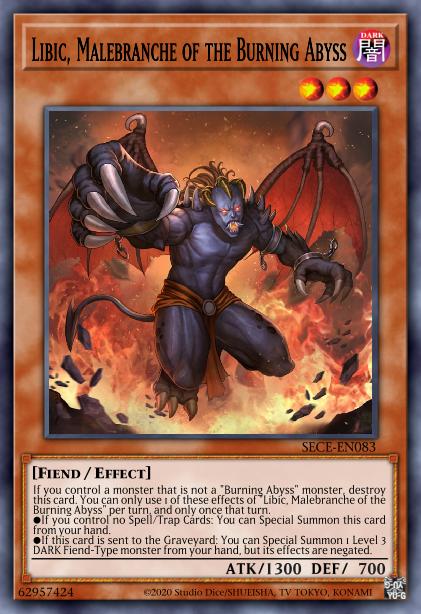 Libic, Malebranche of the Burning Abyss
DARK
闇
SECE-EN083
[Fiend / Effect]
If you control a monster that is not a "Burning Abyss" monster, destroy
this card. You can only use 1 of these effects of "Libic, Malebranche of the
Burning Abyss" per turn, and only once that turn.
●If you control no Spell/Trap Cards: You can Special Summon this card
from your hand.
●If this card is sent to the Graveyard: You can Special Summon 1 Level 3
DARK Fiend-Type monster from your hand, but its effects are negated.
ATK/1300 DEF/ 700
62957424
©2020 Studio Dice/SHUEISHA, TV TOKYO, KONAMI